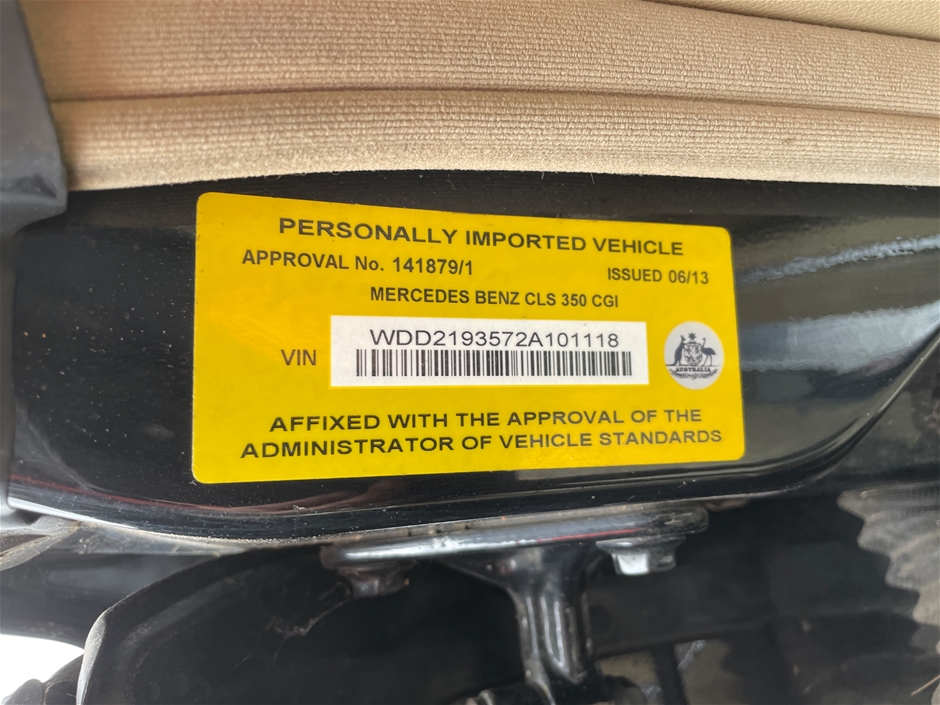 PERSONALLY IMPORTED VEHICLE
APPROVAL No. 141879/1 ISSUED 06/13
MERCEDES BENZ CLS 350 CGI
VIN WDD2193572A101118
AUSTRALIA
AFFIXED WITH THE APPROVAL OF THE
ADMINISTRATOR OF VEHICLE STANDARDS